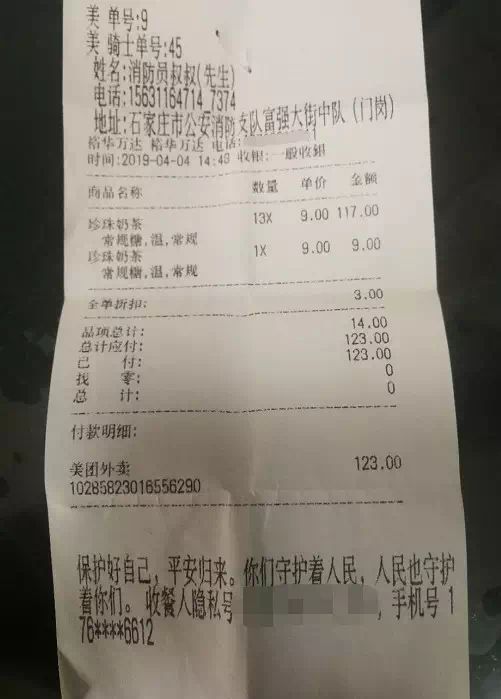 美 单号:9
美 骑士单号:45
姓名:消防员叔叔(先生)
电话:15631164714_7374
地址:石家庄市公安消防支队富强大街中队(门岗)
裕华万达 裕华万达 电话:
时间:2019-04-04 14:49 收银:一般收银
商品名称 数量 单价 金额
珍珠奶茶 13X 9.00 117.00
常规糖,温,常规
珍珠奶茶 1X 9.00 9.00
常规糖,温,常规
全单折扣: 3.00
品项总计: 14.00
总计应付: 123.00
已 付: 123.00
找 零: 0
总 计: 0
付款明细:
美团外卖 123.00
10285823016556290
保护好自己，平安归来。你们守护着人民，人民也守护
着你们。 收餐人隐私号 ，手机号 1
76****6612